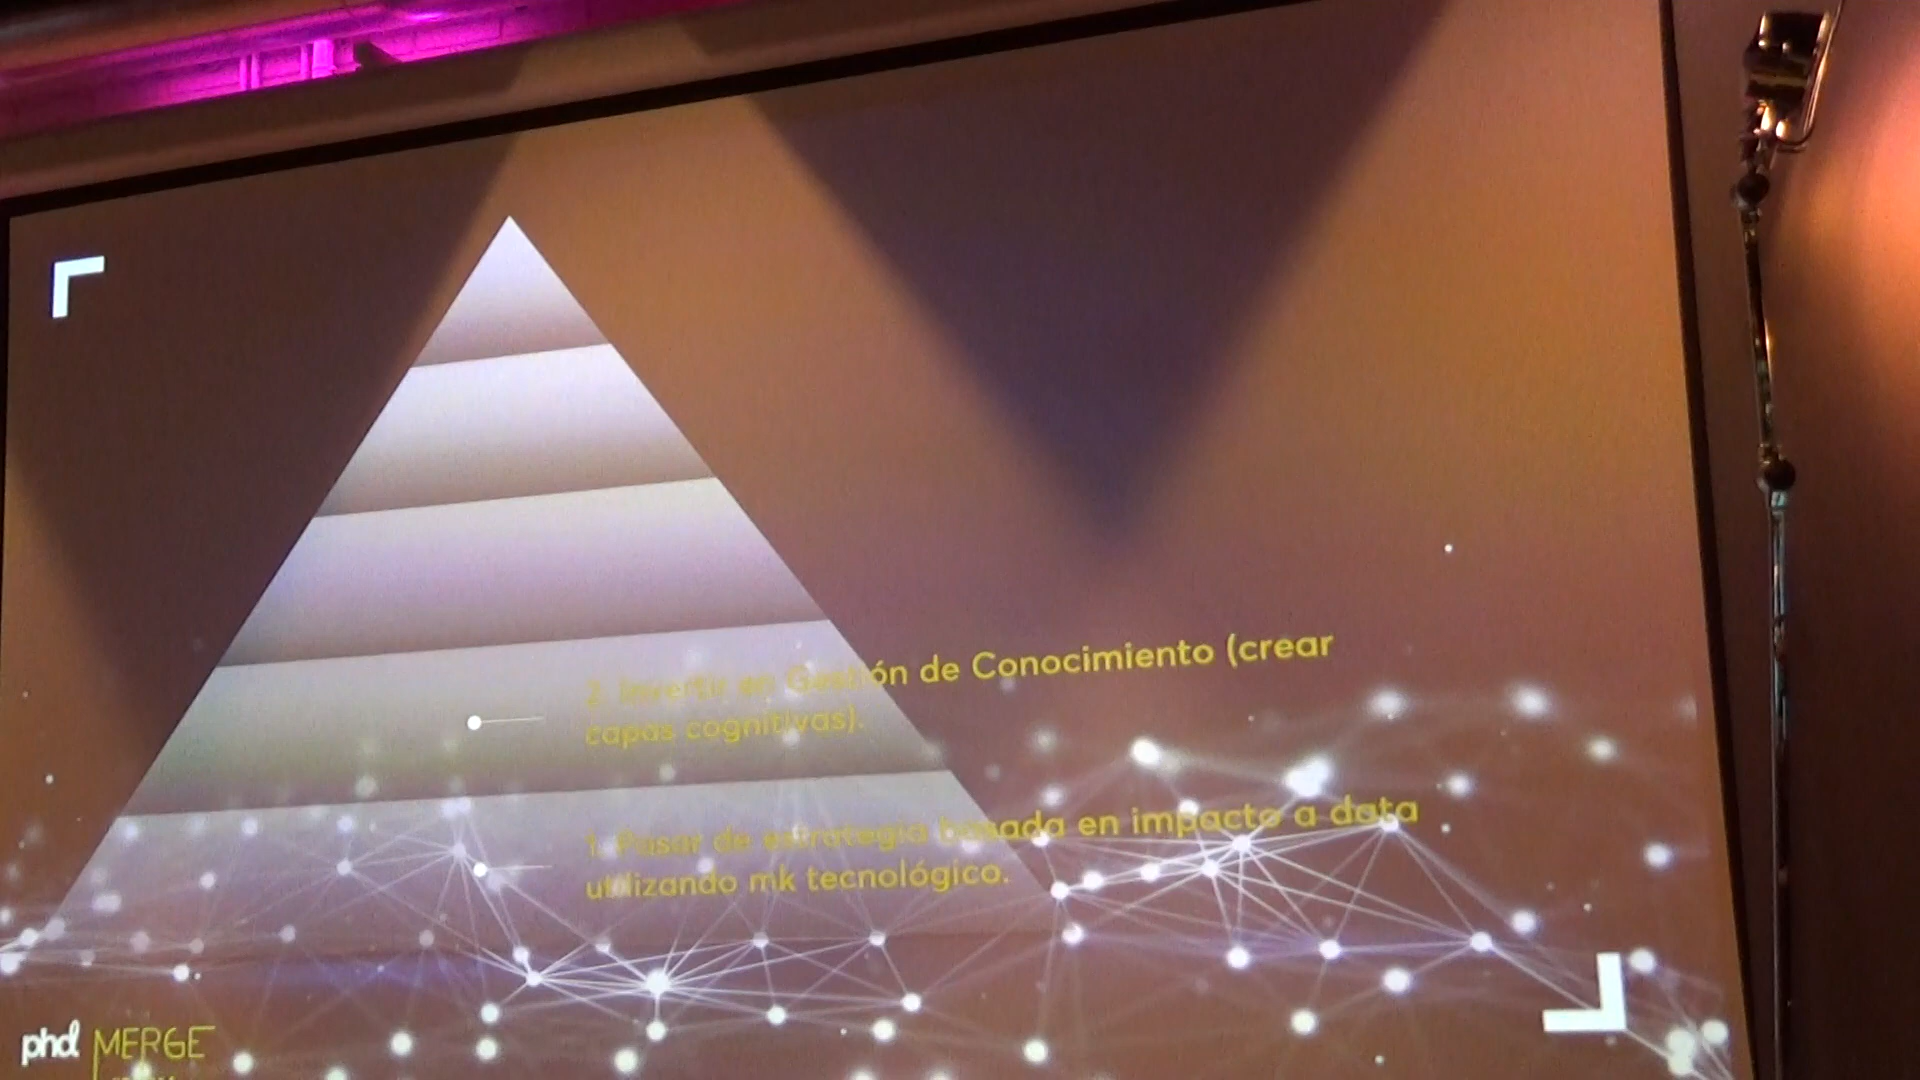 2. Invertir en Gestión de Conocimiento (crear
capas cognitivas).
1. Pasar de estrategia basada en impacto a data
utilizando mk tecnológico.
phd MERGE